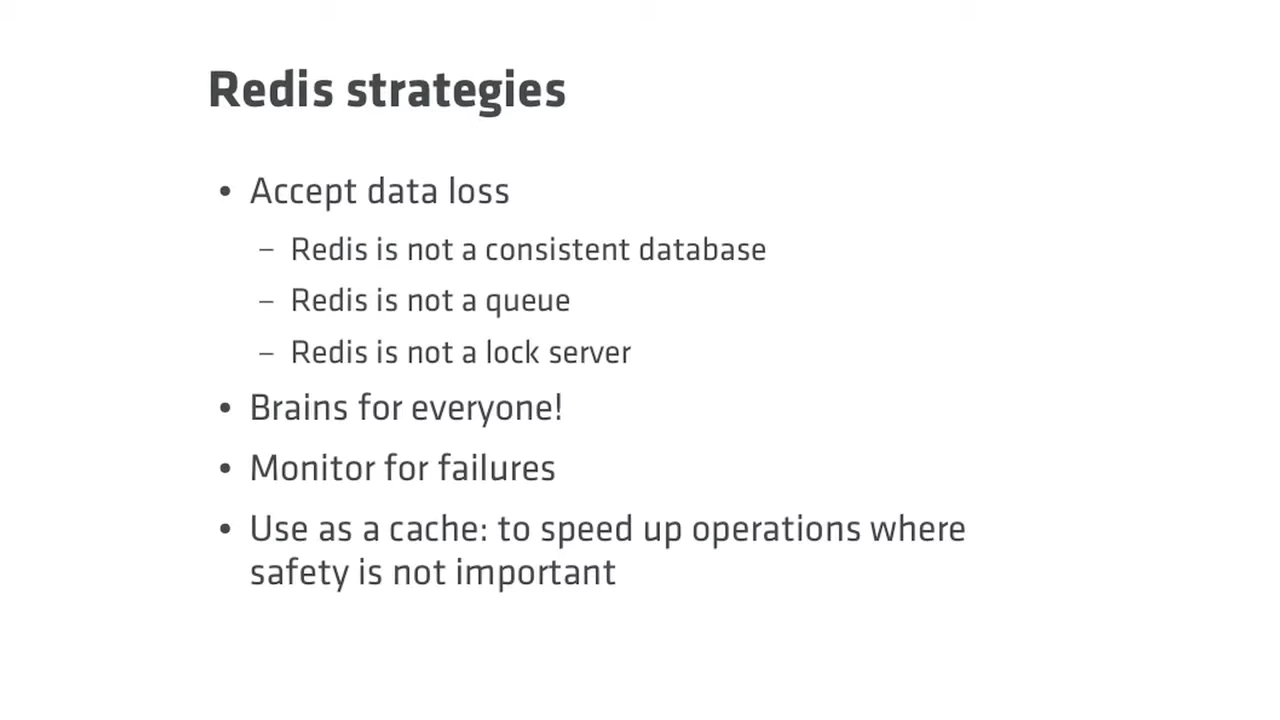 Redis strategies
• Accept data loss
– Redis is not a consistent database
– Redis is not a queue
– Redis is not a lock server
• Brains for everyone!
• Monitor for failures
• Use as a cache: to speed up operations where
safety is not important